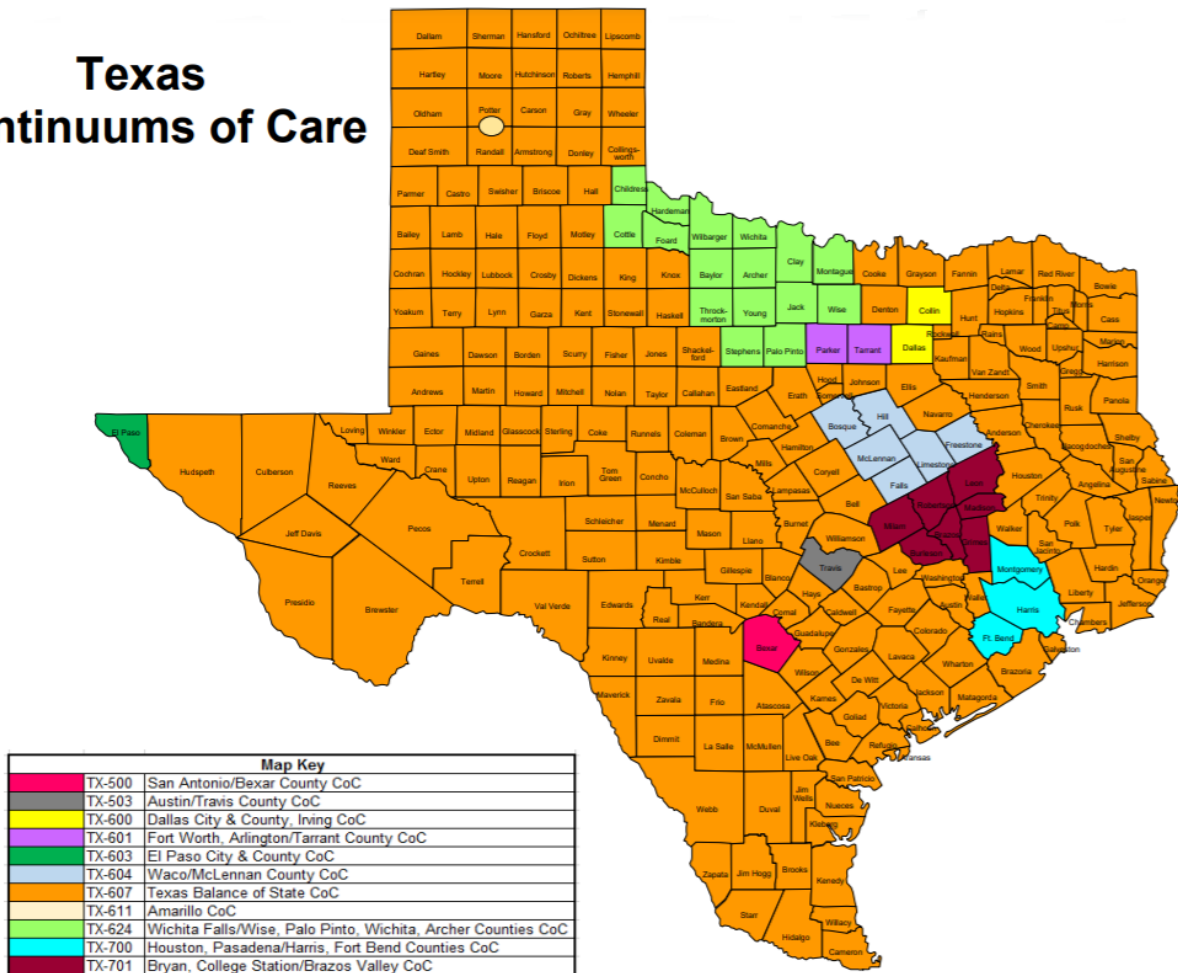 Texas
ntinuums of Care
Dallam Sherman Hansford Ochiltree Lipscomb
Hartley Moore Hutchinson Roberts Hemphill
Oldham Potter Carson Gray Wheeler
Deaf Smith Randall Armstrong Donley Collings-
worth
Parmer Castro Swisher Briscoe Hall Childress
Hardeman
Bailey Lamb Hale Floyd Motley Cottle Foard Wilbarger Wichita
Clay
Montague Cooke Grayson Fannin Lamar Red River
Bowie
Cochran Hockley Lubbock Crosby Dickens King Knox Baylor Archer
Delta
Franklin Titus Morris
Yoakum Terry Lynn Garza Kent Stonewall Haskell Throck-
morton Young Jack Wise Denton Collin Hunt Hopkins Camp Cass
Rockwall Rains Wood Upshur Marion
Gaines Dawson Borden Scurry Fisher Jones Shackel-
ford Stephens Palo Pinto Parker Tarrant Dallas Kaufman Van Zandt Gregg Harrison
Andrews Martin Howard Mitchell Nolan Taylor Callahan Eastland Erath Hood Johnson Ellis Smith
Somervell Henderson Rusk Panola
El Paso Hudspeth Culberson Reeves Loving Winkler Ector Midland Glasscock Sterling Coke Runnels Coleman Brown Comanche Bosque Hill Navarro Anderson Cherokee
Nacogdoches Shelby
Ward Crane Upton Reagan Irion Tom
Green Concho McCulloch San Saba Mills Hamilton McLennan Limestone Freestone
San
Augustine Sabine
Coryell Falls Leon Houston Angelina Newton
Jeff Davis Pecos Schleicher Menard Mason Lampasas Bell Robertson Madison Trinity Polk Tyler Jasper
Crockett Sutton Kimble Llano Burnet Williamson Milam Brazos Grimes Walker San
Jacinto Hardin
Presidio Brewster Terrell Val Verde Edwards Gillespie Blanco Travis Lee Burleson Washington Montgomery Liberty Orange
Kerr Kendall Hays Bastrop Austin Waller Harris Jefferson
Real Bandera Comal Caldwell Fayette Chambers
Kinney Uvalde Medina Bexar Guadalupe Gonzales Colorado Ft. Bend Galveston
Lavaca Wharton Brazoria
Maverick Zavala Frio Atascosa Wilson Karnes De Witt Jackson Matagorda
Victoria Goliad Calhoun
Dimmit La Salle McMullen Live Oak Bee Refugio Aransas
San Patricio
Webb Duval Jim
Wells Nueces
Kleberg
Zapata Jim Hogg Brooks Kenedy
Starr Hidalgo Willacy
Cameron
Map Key
TX-500 San Antonio/Bexar County CoC
TX-503 Austin/Travis County CoC
TX-600 Dallas City & County, Irving CoC
TX-601 Fort Worth, Arlington/Tarrant County CoC
TX-603 El Paso City & County CoC
TX-604 Waco/McLennan County CoC
TX-607 Texas Balance of State CoC
TX-611 Amarillo CoC
TX-624 Wichita Falls/Wise, Palo Pinto, Wichita, Archer Counties CoC
TX-700 Houston, Pasadena/Harris, Fort Bend Counties CoC
TX-701 Bryan, College Station/Brazos Valley CoC